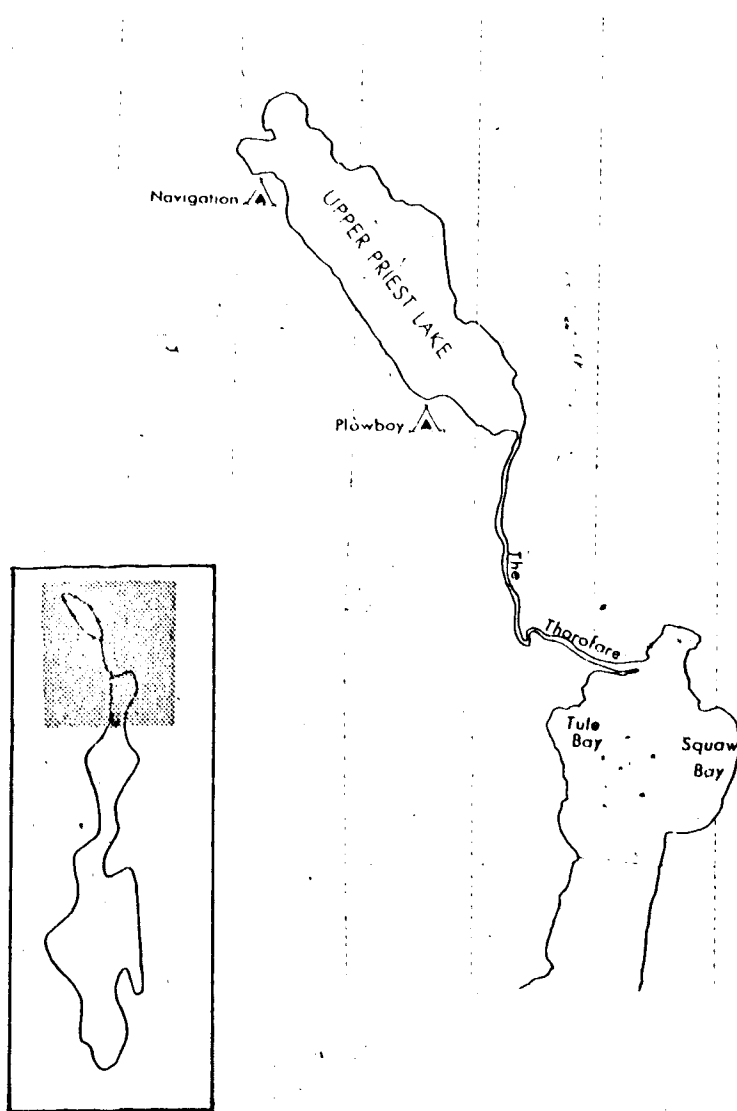 Navigation
UPPER PRIEST LAKE
Plowboy
The
Thorofare
Tule
Bay
Squaw
Bay